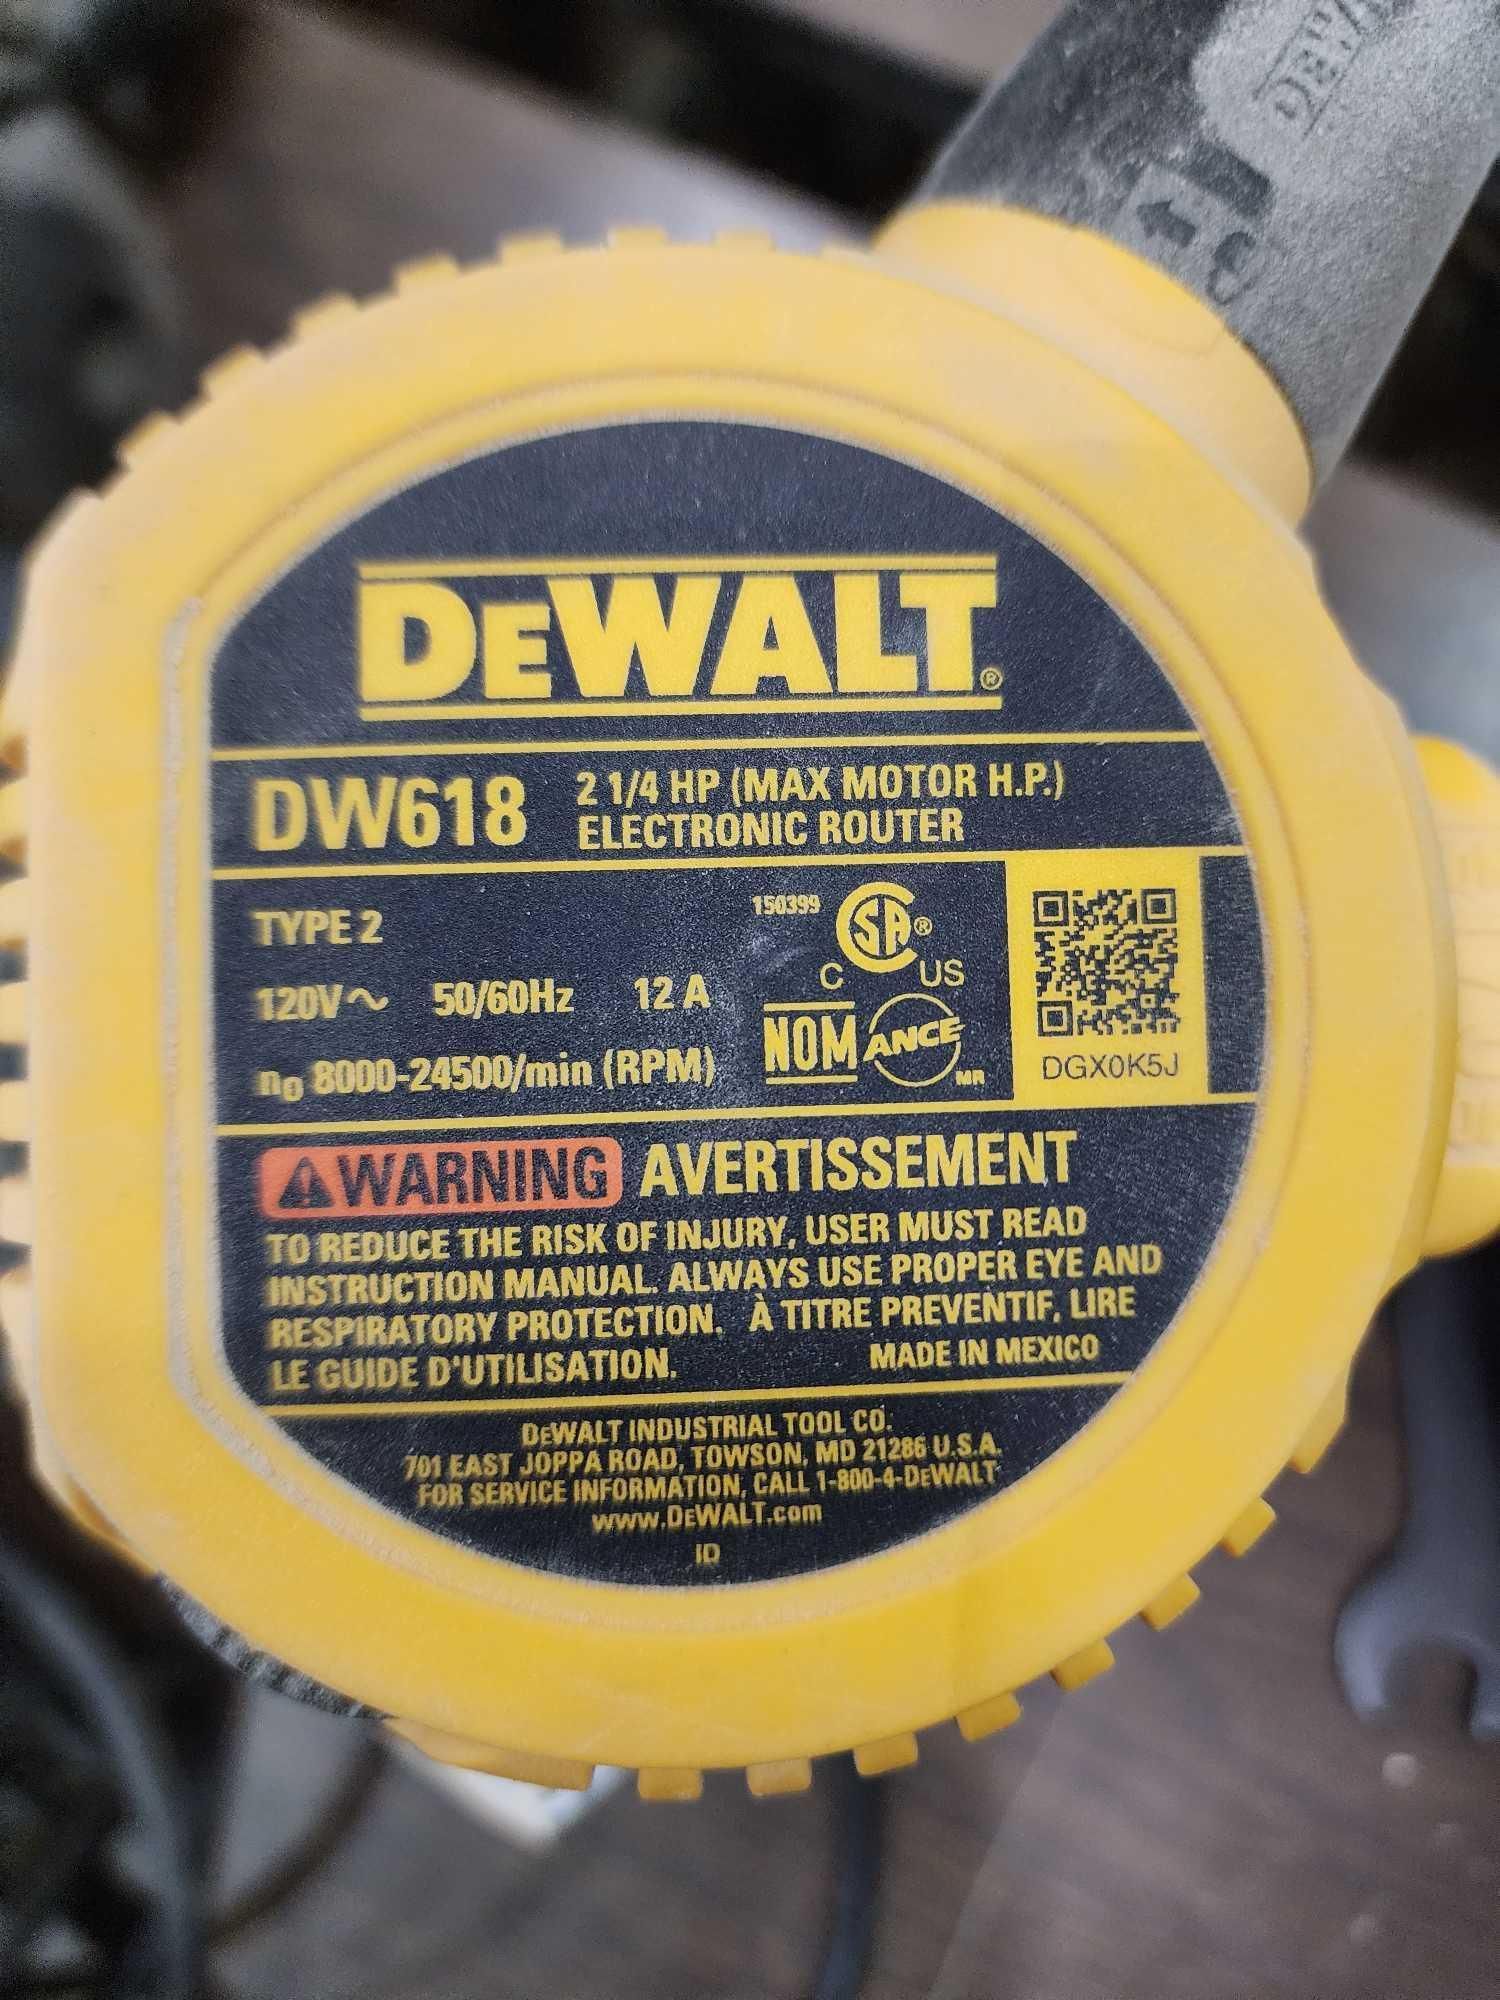 DEWALT®
DW618
2 1/4 HP (MAX MOTOR H.P.)
ELECTRONIC ROUTER
TYPE 2
120V~ 50/60Hz 12 A
n0 8000-24500/min (RPM)
150399
CSA®
C US
NOM ANCE MR
DGX0K5J
WARNING AVERTISSEMENT
TO REDUCE THE RISK OF INJURY, USER MUST READ
INSTRUCTION MANUAL. ALWAYS USE PROPER EYE AND
RESPIRATORY PROTECTION. À TITRE PREVENTIF, LIRE
LE GUIDE D'UTILISATION. MADE IN MEXICO
DEWALT INDUSTRIAL TOOL CO.
701 EAST JOPPA ROAD, TOWSON, MD 21286 U.S.A.
FOR SERVICE INFORMATION, CALL 1-800-4-DEWALT
www.DEWALT.com
ID